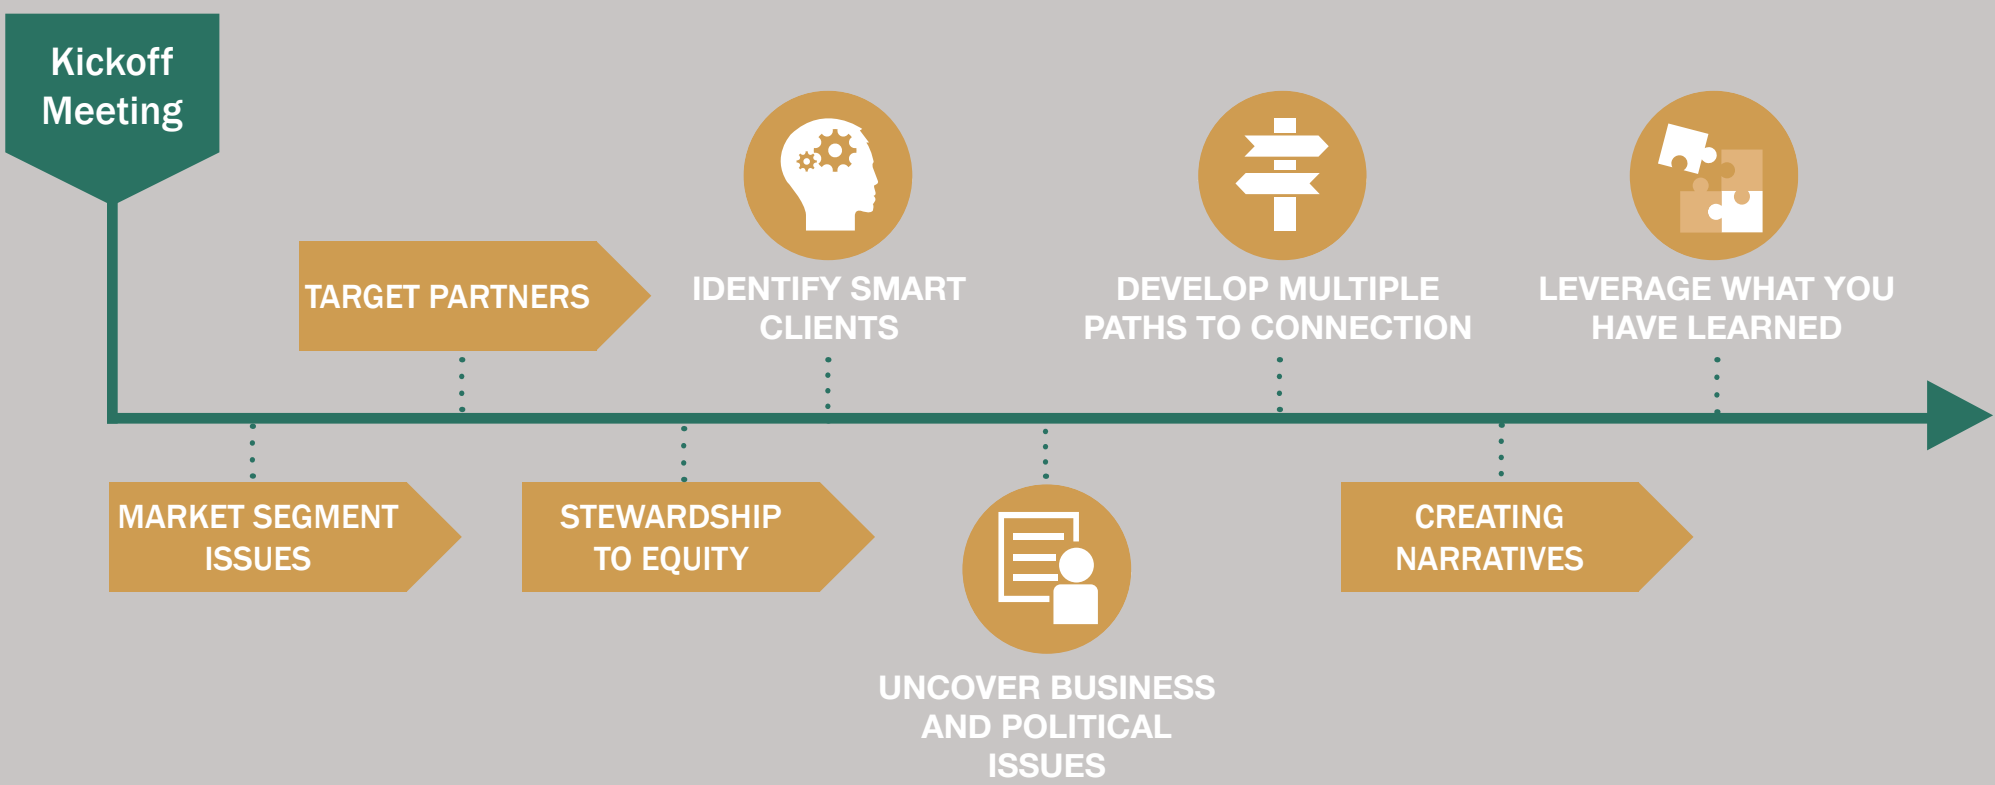 Kickoff
Meeting
TARGET PARTNERS
IDENTIFY SMART
CLIENTS
DEVELOP MULTIPLE
PATHS TO CONNECTION
LEVERAGE WHAT YOU
HAVE LEARNED
MARKET SEGMENT
ISSUES
STEWARDSHIP
TO EQUITY
UNCOVER BUSINESS
AND POLITICAL
ISSUES
CREATING
NARRATIVES